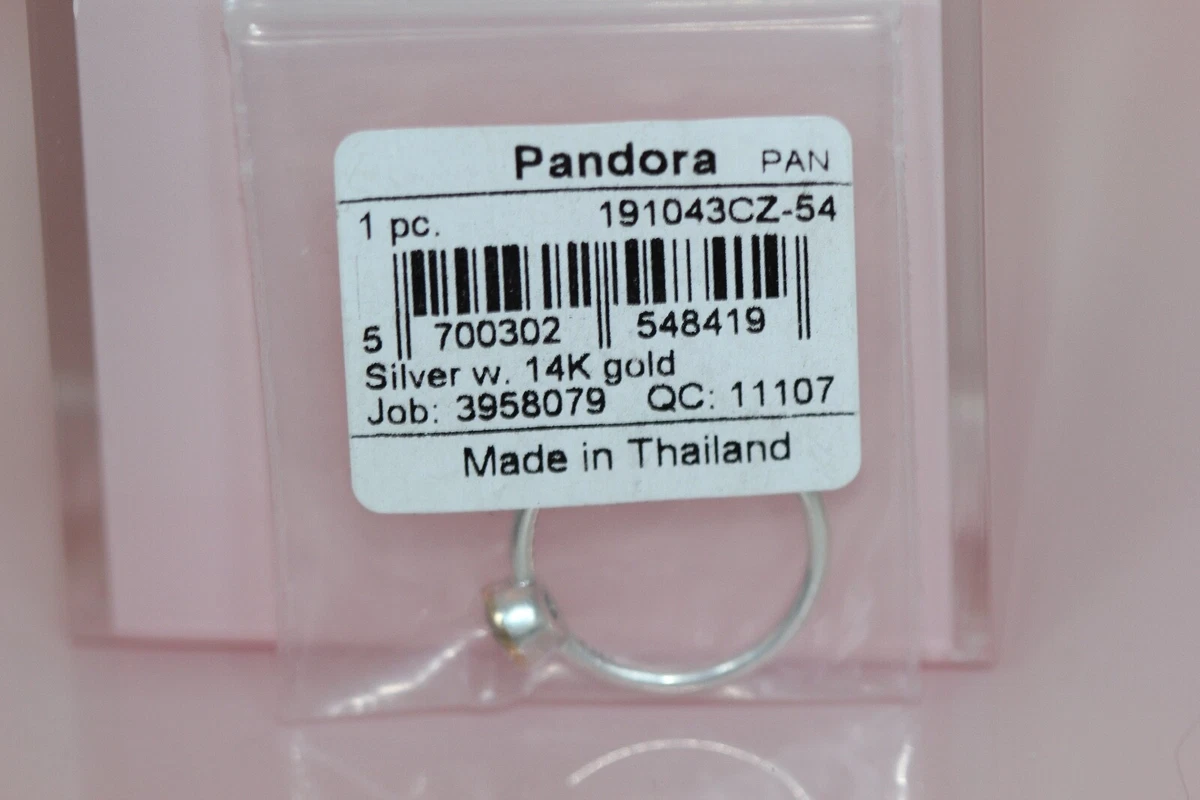 Pandora PAN
1 pc. 191043CZ-54
5 700302 548419
Silver w. 14K gold
Job: 3958079 QC: 11107
Made in Thailand